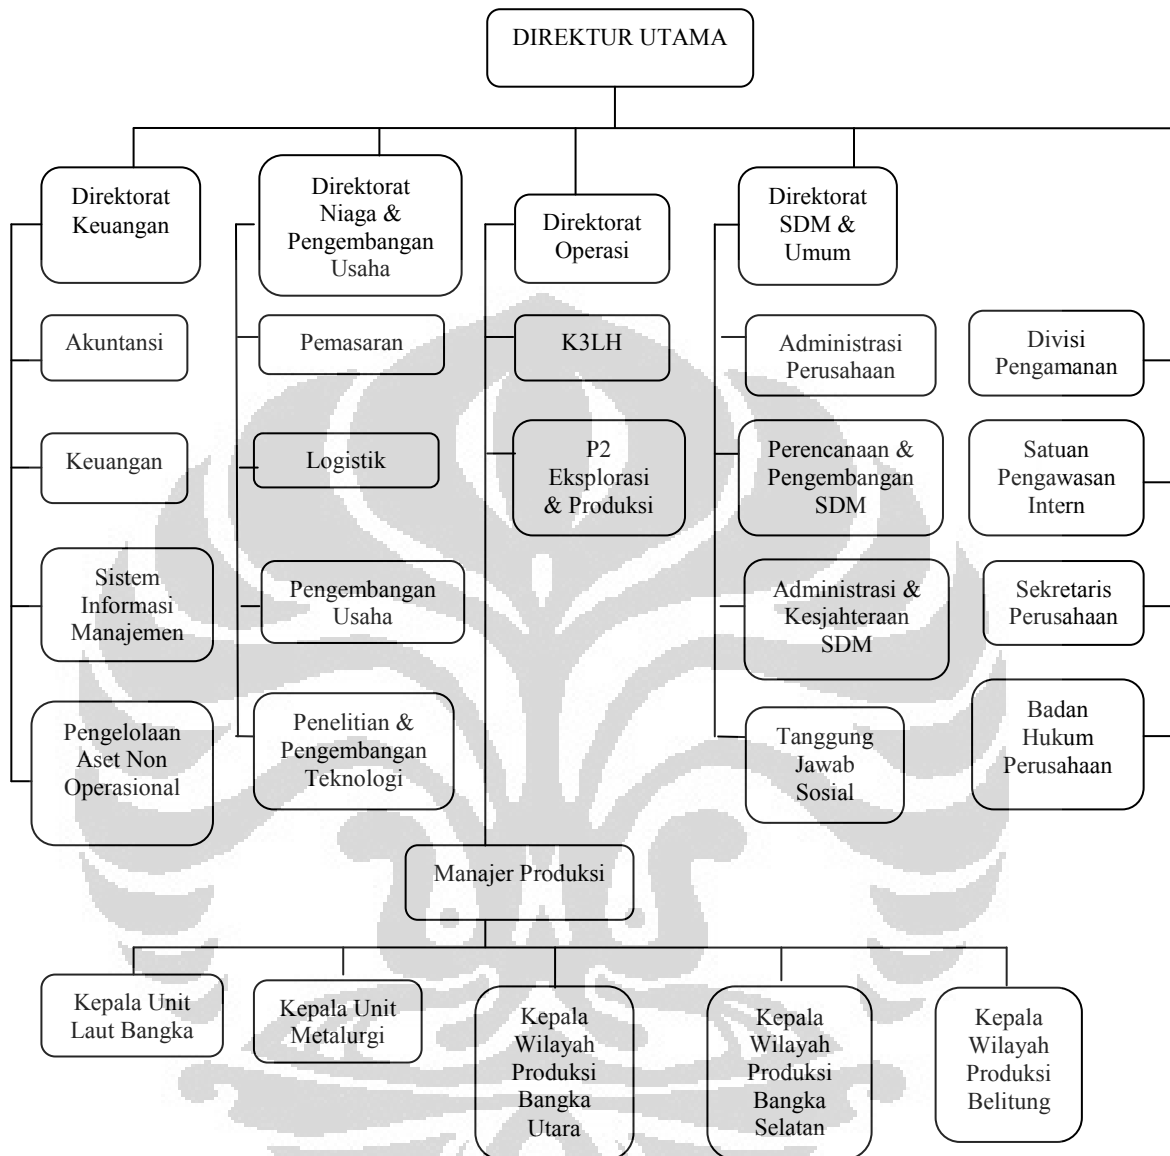 DIREKTUR UTAMA
Direktorat
Keuangan
Direktorat
Niaga &
Pengembangan
Usaha
Direktorat
Operasi
Direktorat
SDM &
Umum
Akuntansi
Pemasaran
K3LH
Administrasi
Perusahaan
Divisi
Pengamanan
Keuangan
Logistik
P2
Eksplorasi
& Produksi
Perencanaan &
Pengembangan
SDM
Satuan
Pengawasan
Intern
Sistem
Informasi
Manajemen
Pengembangan
Usaha
Administrasi &
Kesjahteraan
SDM
Sekretaris
Perusahaan
Pengelolaan
Aset Non
Operasional
Penelitian &
Pengembangan
Teknologi
Tanggung
Jawab
Sosial
Badan
Hukum
Perusahaan
Manajer Produksi
Kepala Unit
Laut Bangka
Kepala Unit
Metalurgi
Kepala
Wilayah
Produksi
Bangka
Utara
Kepala
Wilayah
Produksi
Bangka
Selatan
Kepala
Wilayah
Produksi
Belitung